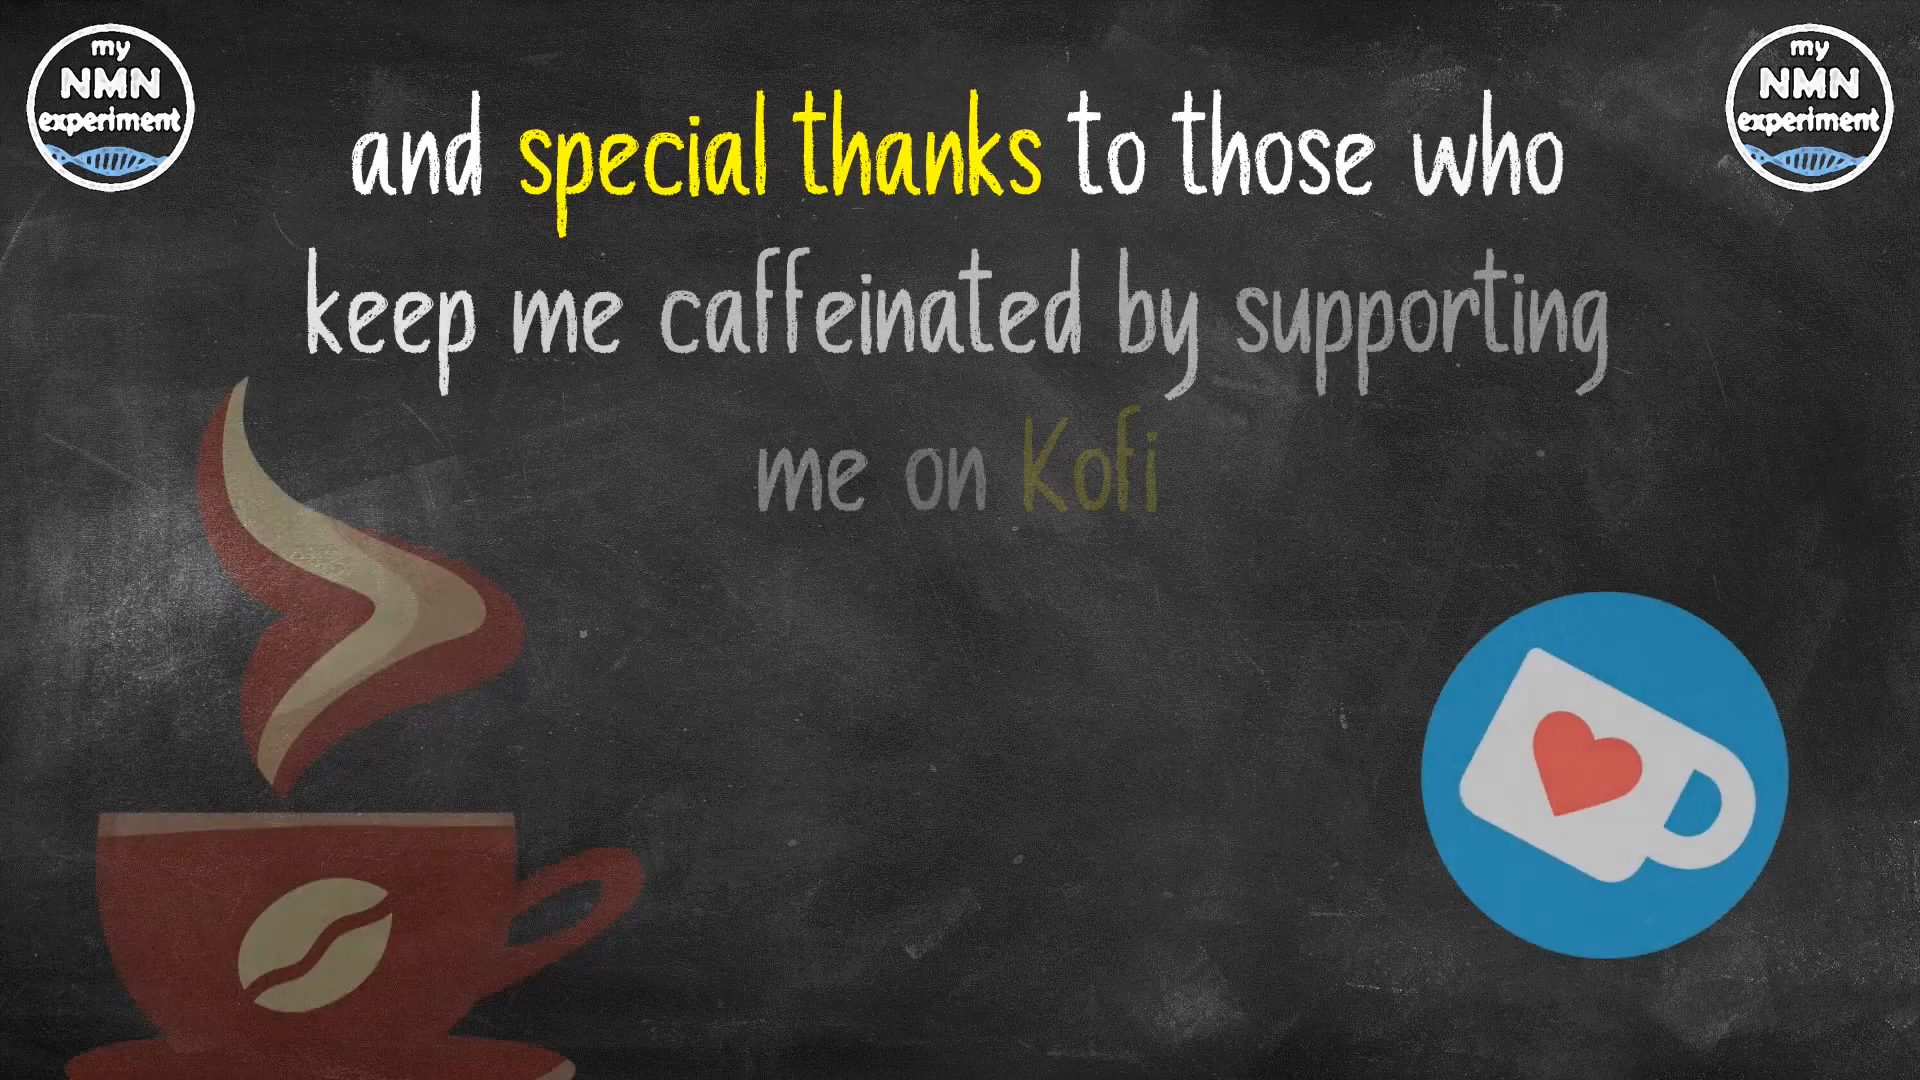 my
NMN
experiment
my
NMN
experiment
and special thanks to those who
keep me caffeinated by supporting
me on Kofi